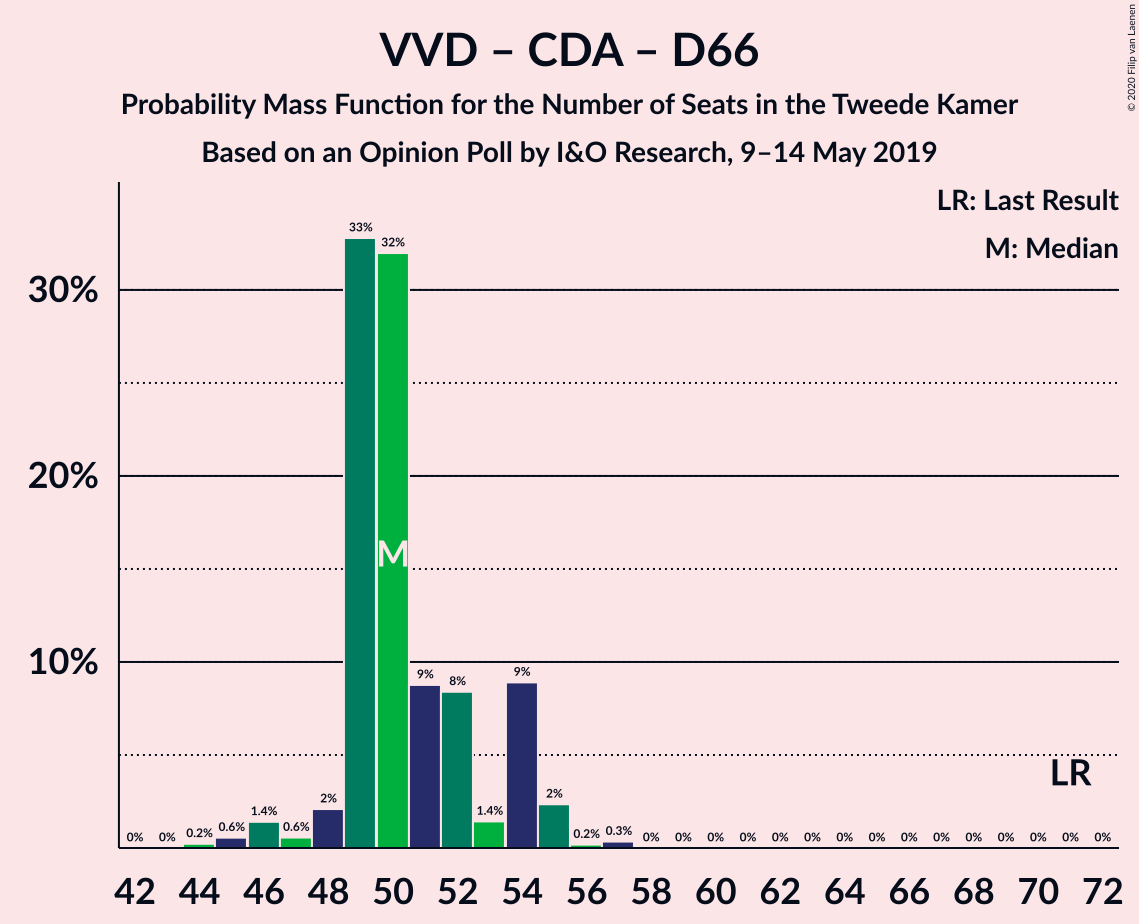 VVD – CDA – D66
Probability Mass Function for the Number of Seats in the Tweede Kamer
Based on an Opinion Poll by I&O Research, 9–14 May 2019
© 2020 Filip van Laenen
LR: Last Result
M: Median
30%
20%
10%
0% 0% 0.2% 0.6% 1.4% 0.6% 2% 33% 32% 9% 8% 1.4% 9% 2% 0.2% 0.3% 0% 0% 0% 0% 0% 0% 0% 0% 0% 0% 0% 0% 0% 0% 0%
M
LR
42 44 46 48 50 52 54 56 58 60 62 64 66 68 70 72